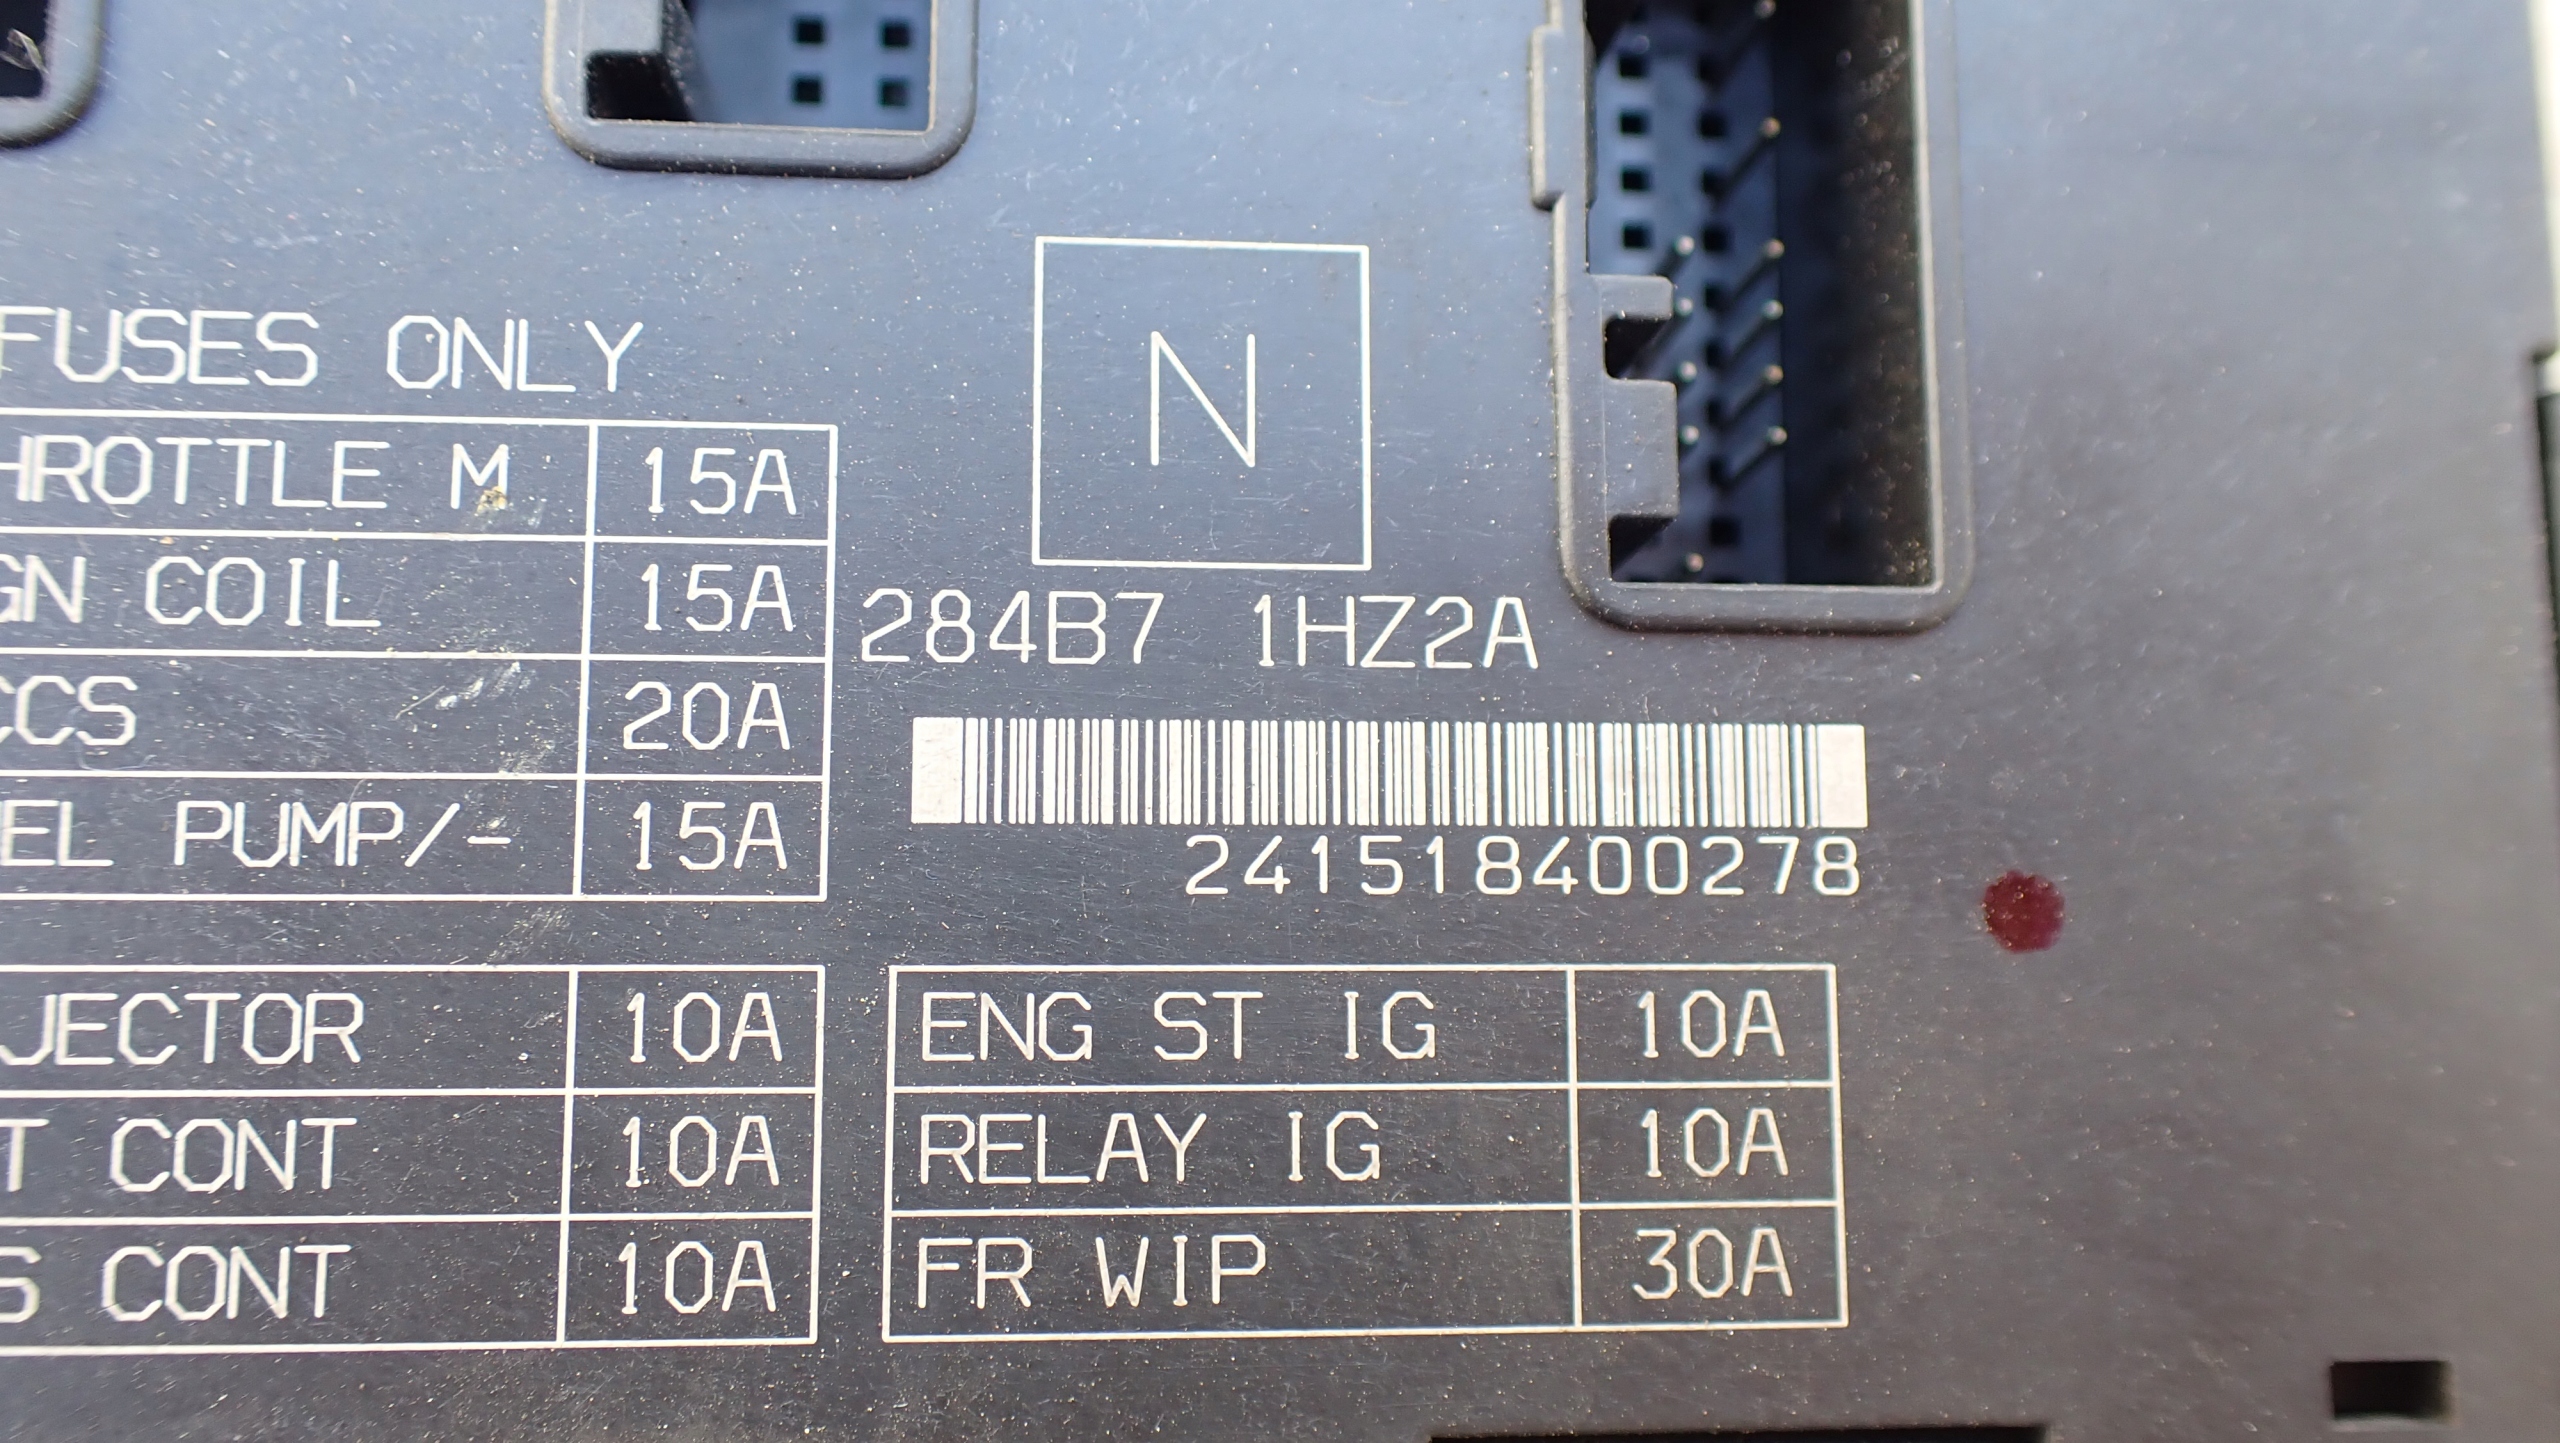 FUSES ONLY
HROTTLE M 15A
GN COIL 15A
CCS 20A
EL PUMP/- 15A
N
284B7 1HZ2A
241518400278
JECTOR 10A
T CONT 10A
S CONT 10A
ENG ST IG 10A
RELAY IG 10A
FR WIP 30A